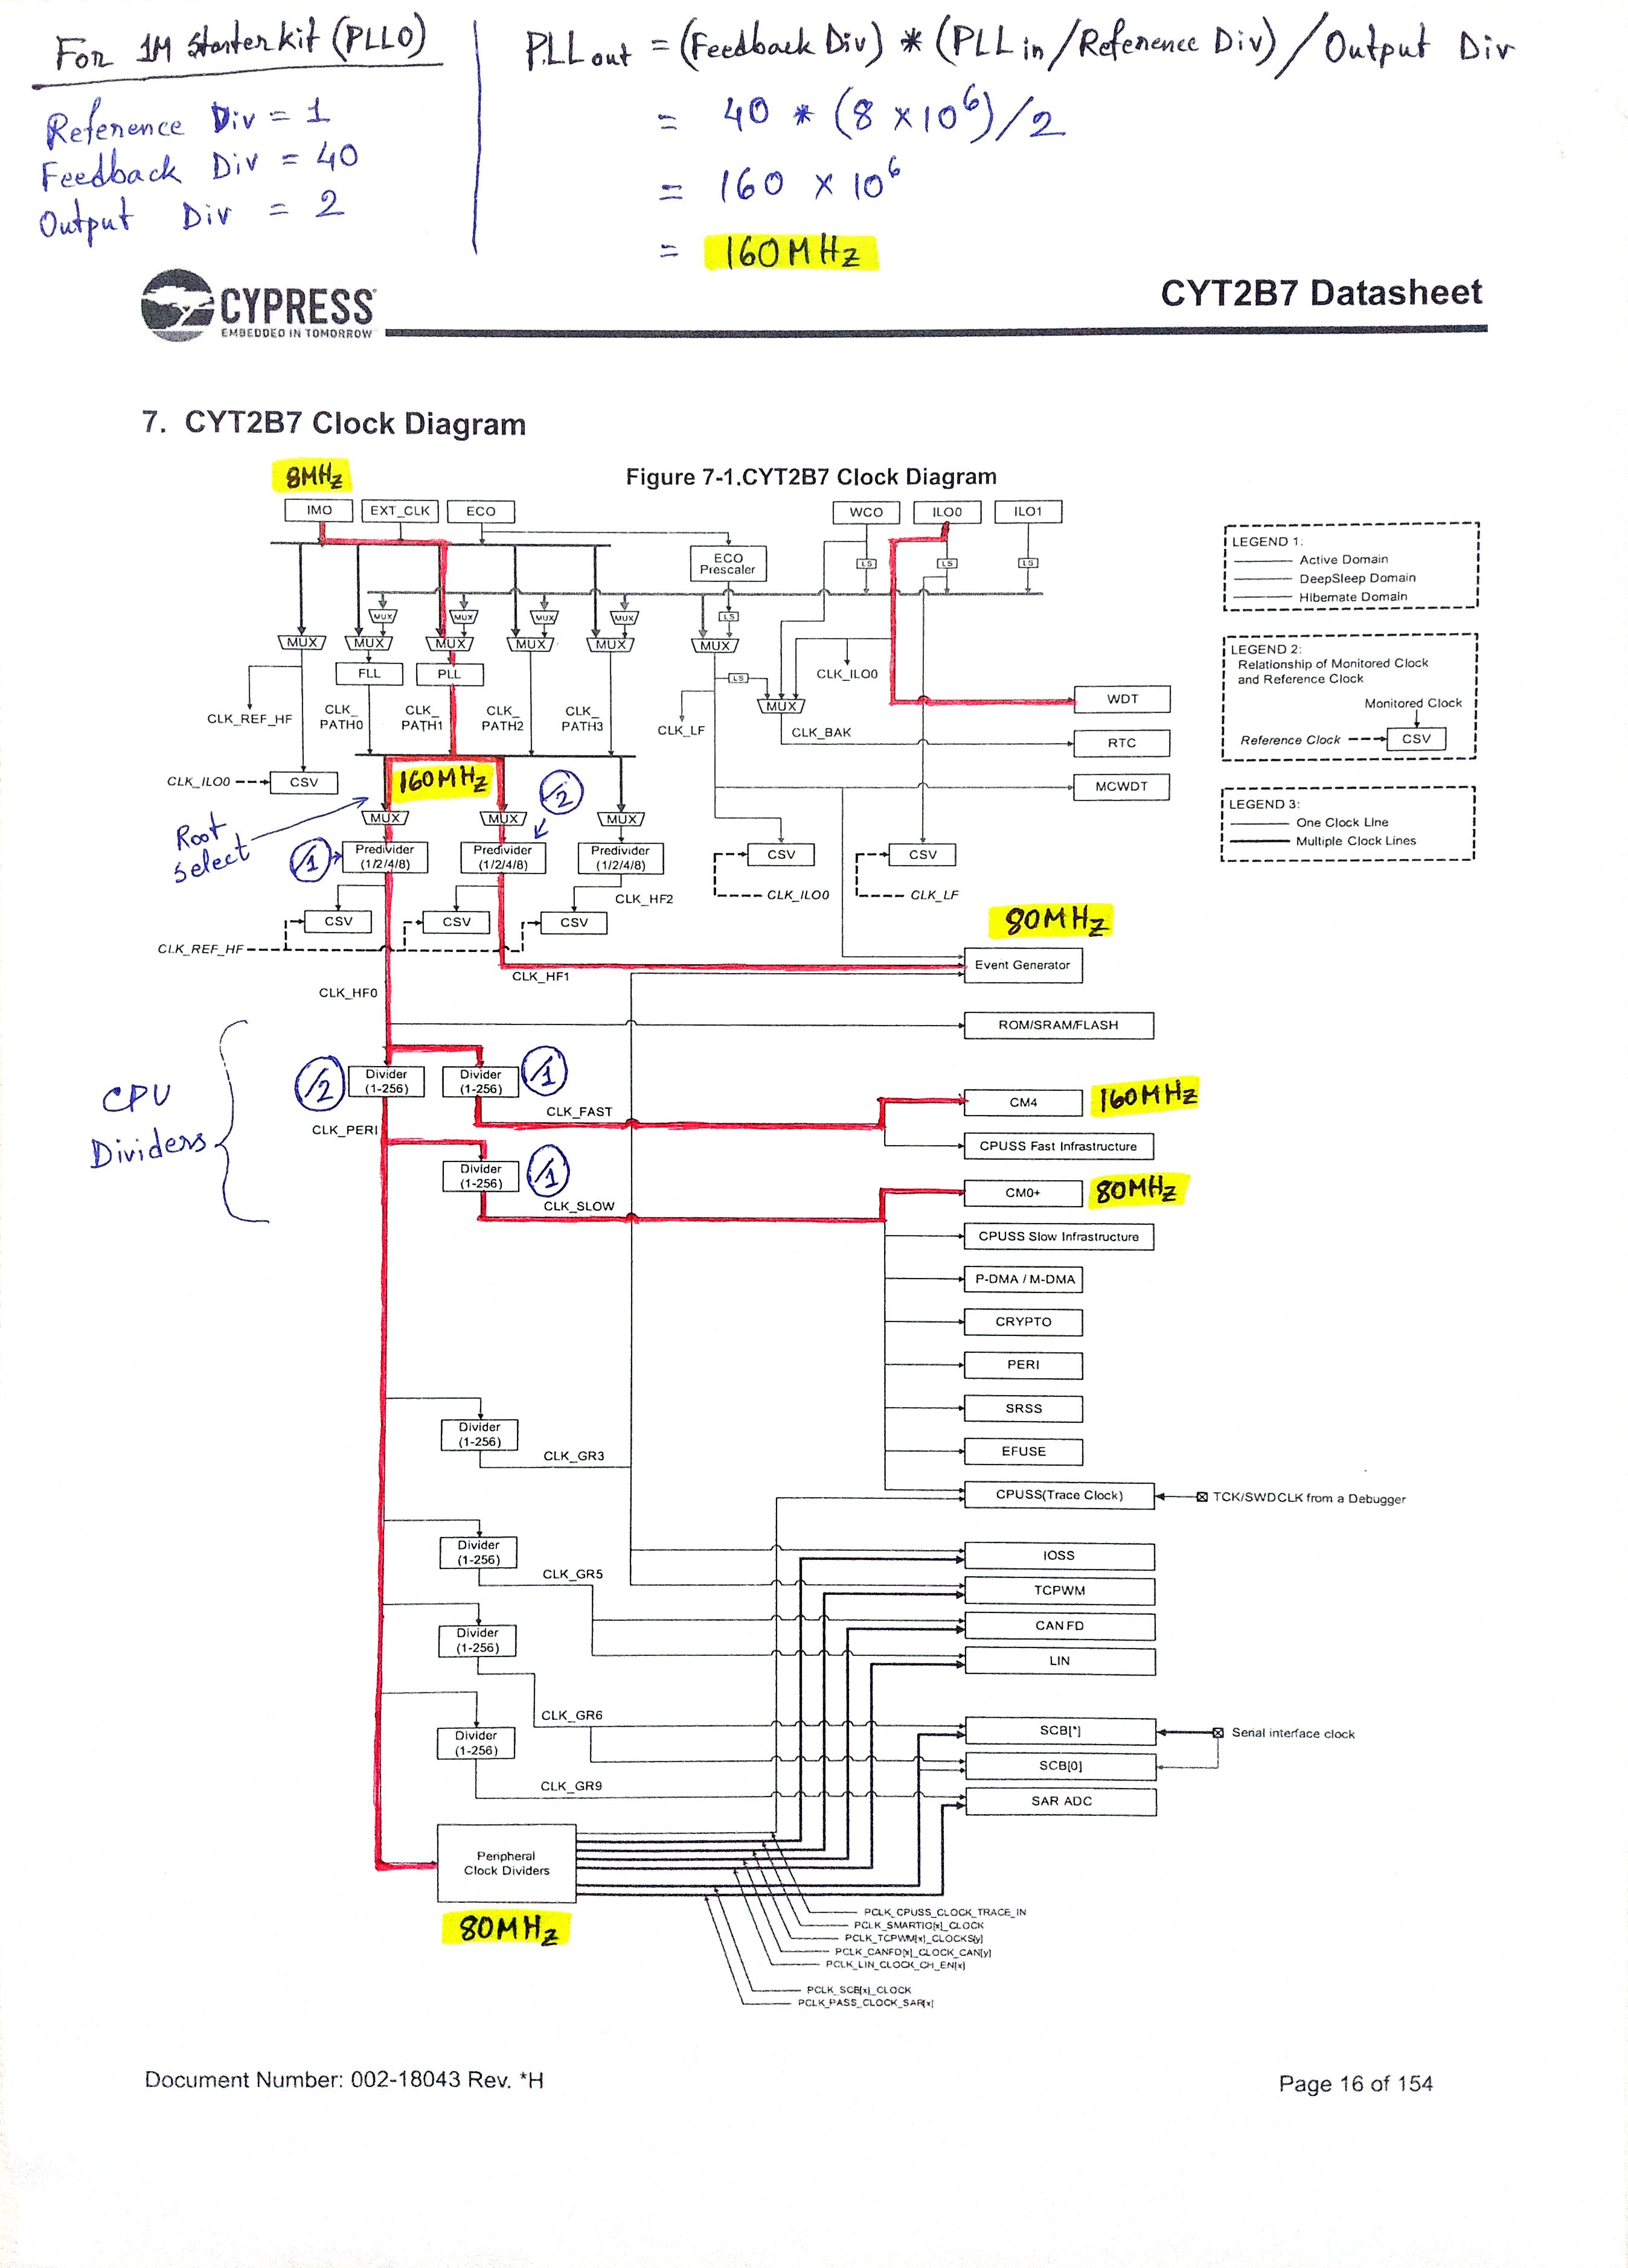 For 1M Starter kit (PLL0)
Reference Div = 1
Feedback Div = 40
Output Div = 2
PLL out = (Feedback Div) * (PLL in / Reference Div) / Output Div
= 40 * (8 x 10^6) / 2
= 160 x 10^6
= 160 MHz
CYPRESS
EMBEDDED IN TOMORROW
CYT2B7 Datasheet
7. CYT2B7 Clock Diagram
Figure 7-1.CYT2B7 Clock Diagram
8MHz
IMO EXT_CLK ECO WCO ILO0 ILO1
ECO
Prescaler
LS LS LS
LEGEND 1:
Active Domain
DeepSleep Domain
Hibernate Domain
MUX MUX MUX MUX LS
MUX MUX MUX MUX MUX MUX
LEGEND 2:
Relationship of Monitored Clock
and Reference Clock
Monitored Clock
Reference Clock CSV
FLL PLL LS CLK_ILO0
CLK_REF_HF
CLK_
PATH0
CLK_
PATH1
CLK_
PATH2
CLK_
PATH3
CLK_LF
MUX
CLK_BAK
WDT
RTC
MCWDT
CLK_ILO0 CSV
160MHz
/2
Root
select
MUX MUX MUX
LEGEND 3:
One Clock Line
Multiple Clock Lines
/1
Predivider
(1/2/4/8)
Predivider
(1/2/4/8)
Predivider
(1/2/4/8)
CSV CSV
CLK_ILO0 CLK_LF
CLK_HF2
CSV CSV CSV
CLK_REF_HF
80MHz
Event Generator
CLK_HF1
CLK_HF0
ROM/SRAM/FLASH
CPU
Dividers
/2
Divider
(1-256)
Divider
(1-256)
/1
CLK_FAST
CM4
160MHz
CLK_PERI
CPUSS Fast Infrastructure
Divider
(1-256)
/1
CLK_SLOW
CM0+
80MHz
CPUSS Slow Infrastructure
P-DMA / M-DMA
CRYPTO
PERI
SRSS
Divider
(1-256)
CLK_GR3
EFUSE
CPUSS(Trace Clock)
TCK/SWDCLK from a Debugger
Divider
(1-256)
CLK_GR5
IOSS
TCPWM
CAN FD
Divider
(1-256)
LIN
CLK_GR6
SCB[*]
Serial interface clock
Divider
(1-256)
SCB[0]
CLK_GR9
SAR ADC
Peripheral
Clock Dividers
80MHz
PCLK_CPUSS_CLOCK_TRACE_IN
PCLK_SMARTIO[x]_CLOCK
PCLK_TCPWM[x]_CLOCKS[y]
PCLK_CANFD[x]_CLOCK_CAN[y]
PCLK_LIN_CLOCK_CH_EN[x]
PCLK_SCB[x]_CLOCK
PCLK_PASS_CLOCK_SAR[x]
Document Number: 002-18043 Rev. *H
Page 16 of 154